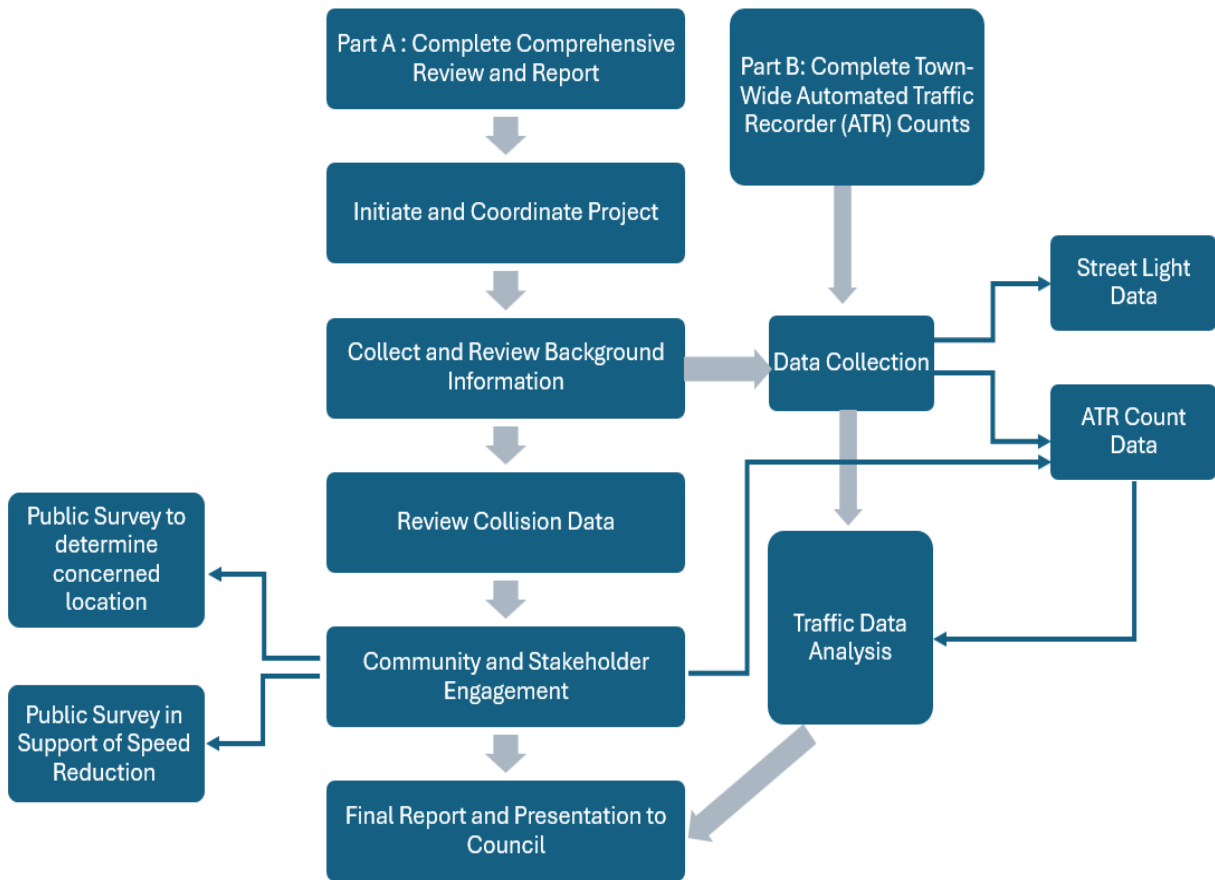 Part A : Complete Comprehensive
Review and Report
Part B: Complete Town-
Wide Automated Traffic
Recorder (ATR) Counts
Initiate and Coordinate Project
Street Light
Data
Collect and Review Background
Information
Data Collection
ATR Count
Data
Review Collision Data
Public Survey to
determine
concerned
location
Traffic Data
Analysis
Community and Stakeholder
Engagement
Public Survey in
Support of Speed
Reduction
Final Report and Presentation to
Council